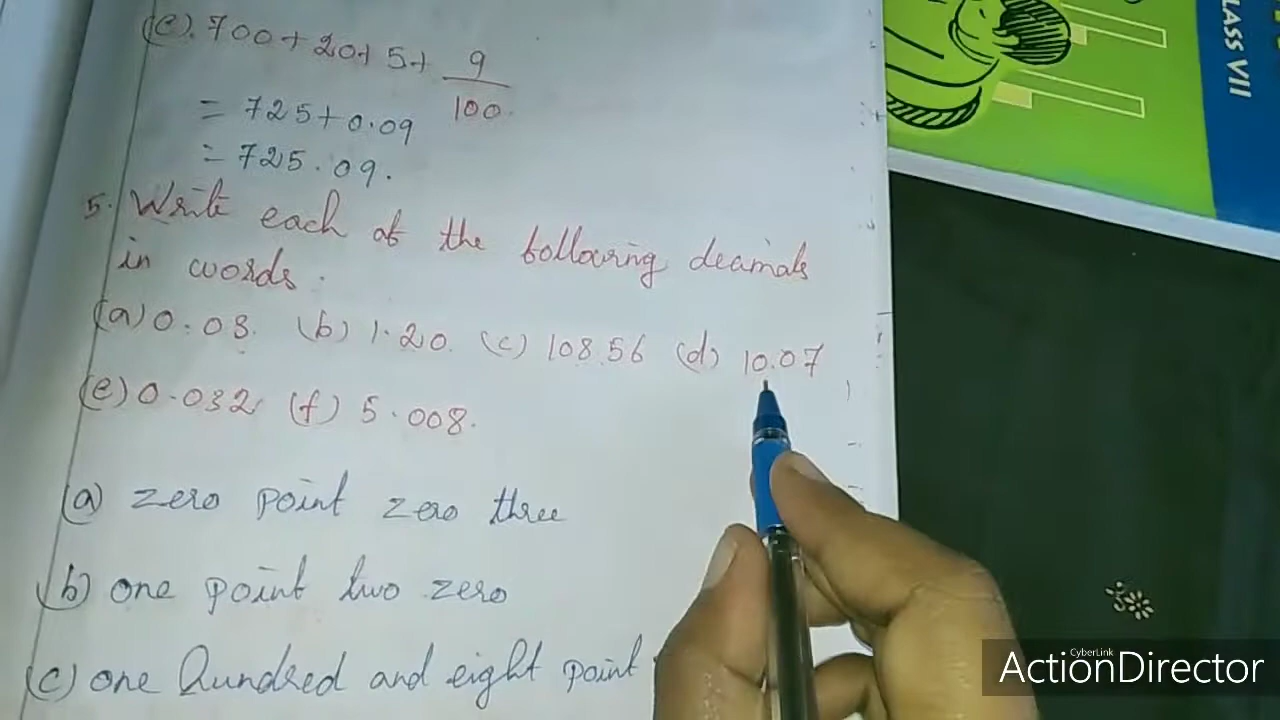 (e). 700 + 20 + 5 + 9/100.
= 725 + 0.09
= 725.09.
5. Write each of the following decimals
in words.
(a) 0.03. (b) 1.20. (c) 108.56 (d) 10.07
(e) 0.032 (f) 5.008.
(a) zero point zero three
(b) one point two zero
(c) one hundred and eight point
LASS VII
CyberLink
ActionDirector